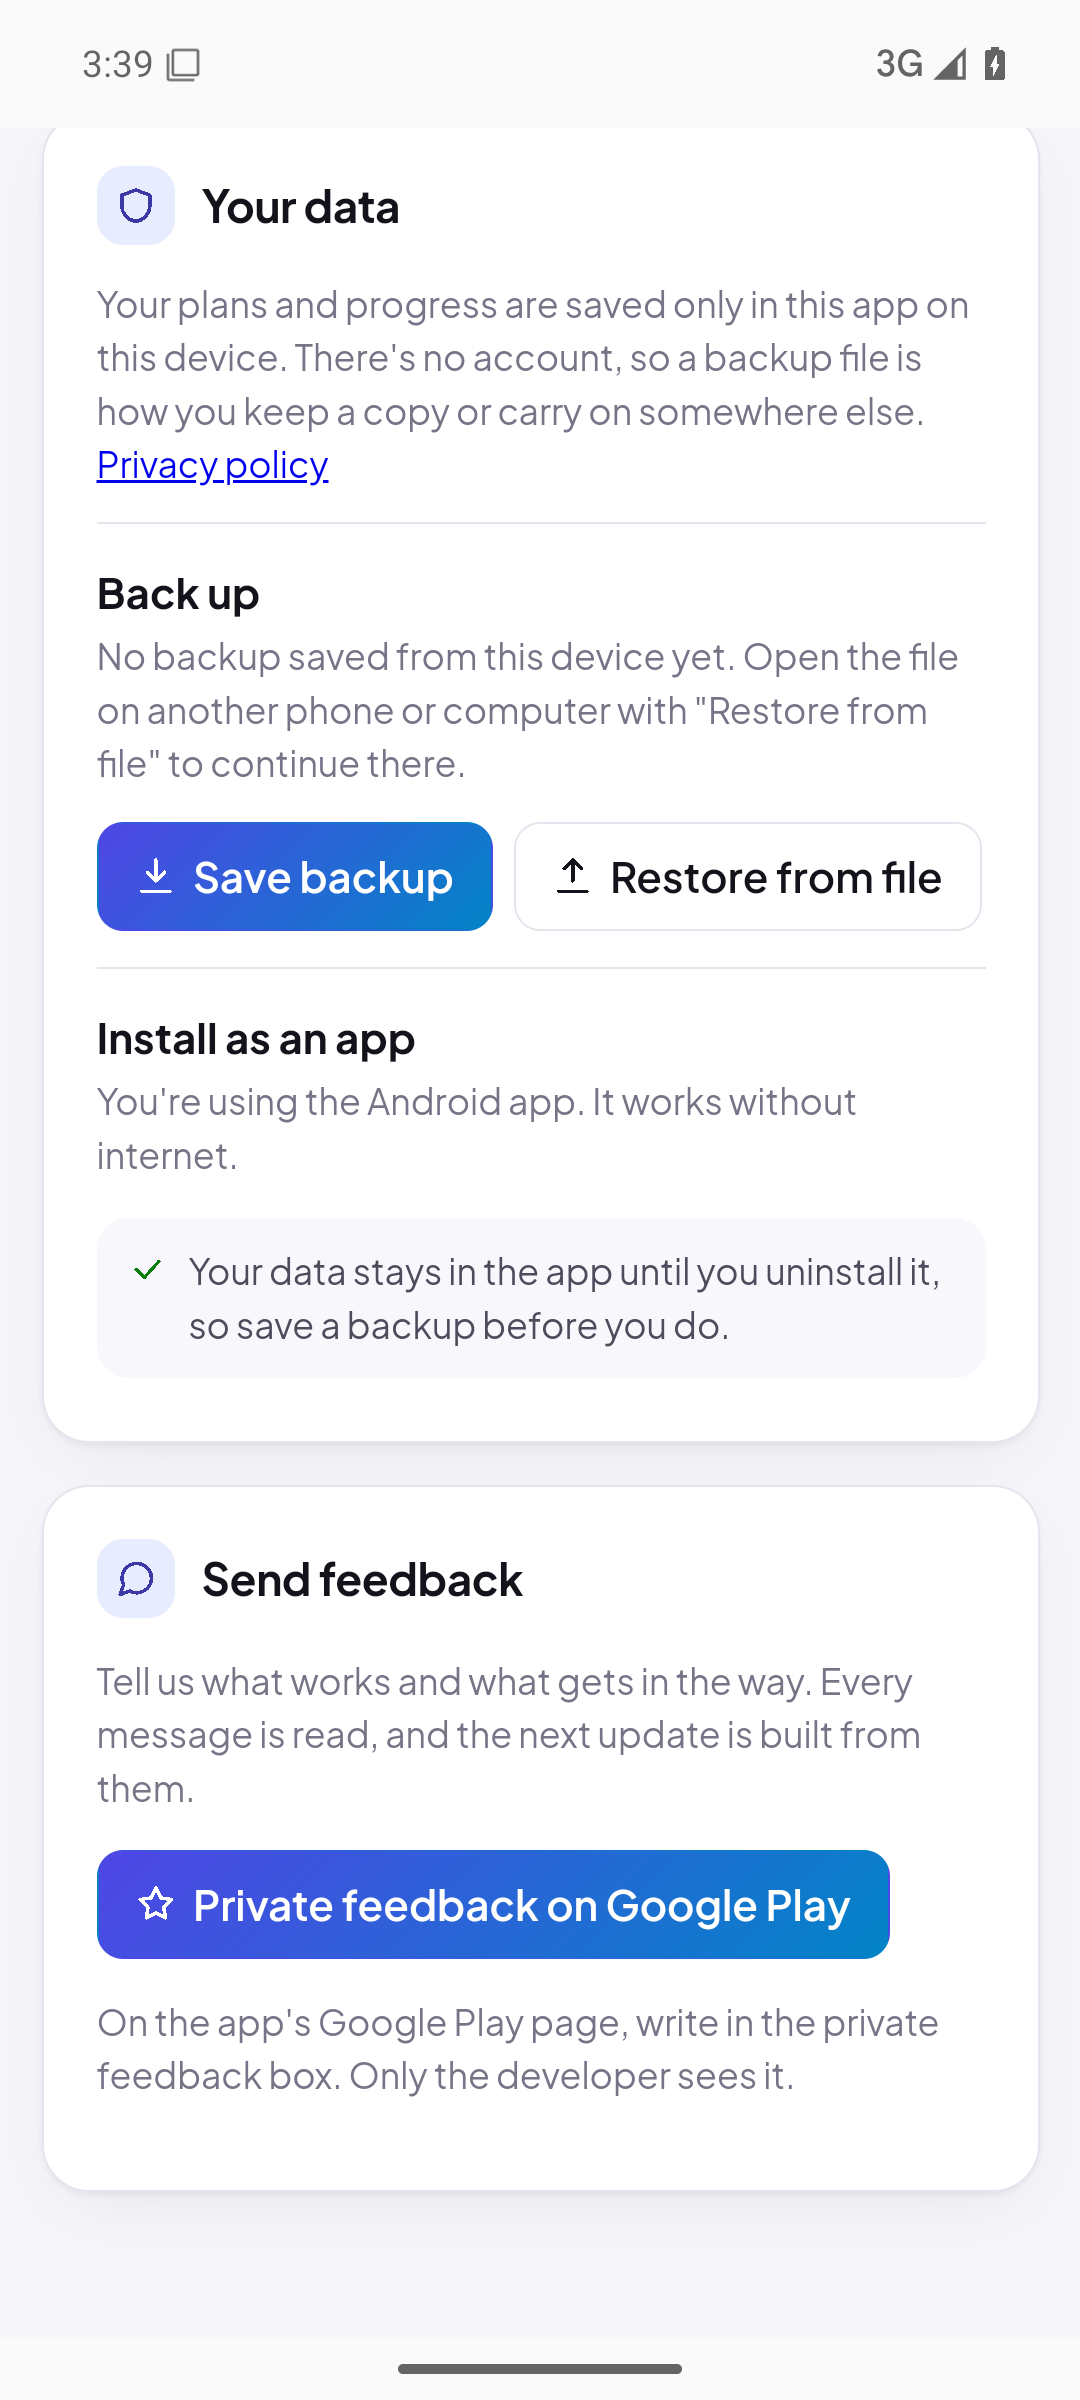 3:39
3G
Your data
Your plans and progress are saved only in this app on
this device. There's no account, so a backup file is
how you keep a copy or carry on somewhere else.
Privacy policy
Back up
No backup saved from this device yet. Open the file
on another phone or computer with "Restore from
file" to continue there.
Save backup
Restore from file
Install as an app
You're using the Android app. It works without
internet.
Your data stays in the app until you uninstall it,
so save a backup before you do.
Send feedback
Tell us what works and what gets in the way. Every
message is read, and the next update is built from
them.
Private feedback on Google Play
On the app's Google Play page, write in the private
feedback box. Only the developer sees it.